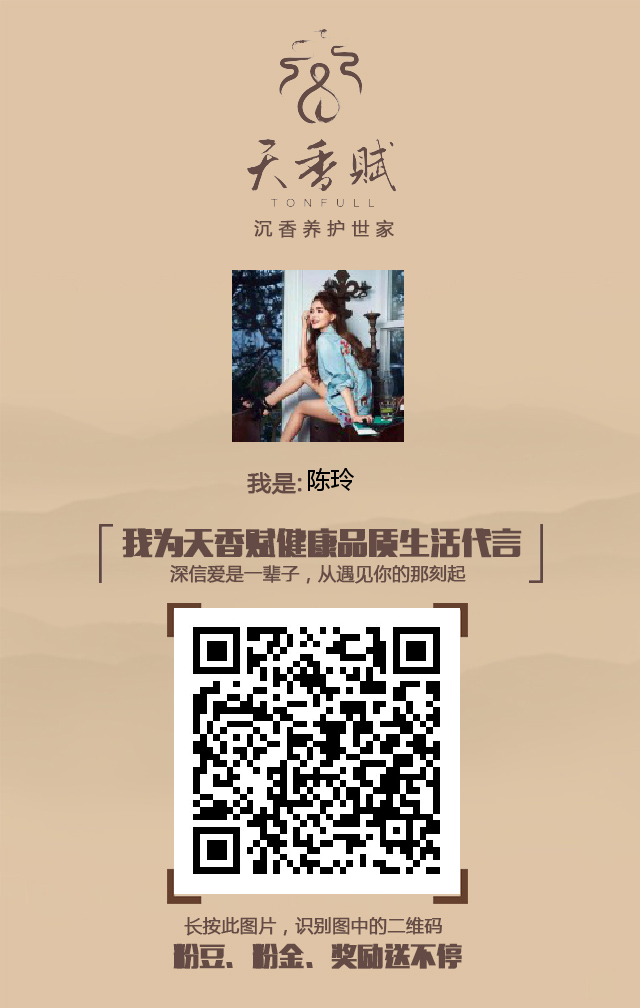 天香赋
TONFULL
沉香养护世家
我是:陈玲
我为天香赋健康品质生活代言
深信爱是一辈子，从遇见你的那刻起
长按此图片，识别图中的二维码
粉豆、粉金、奖励送不停